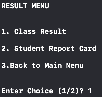 RESULT MENU
1. Class Result
2. Student Report Card
3.Back to Main Menu
Enter Choice (1/2)? 1